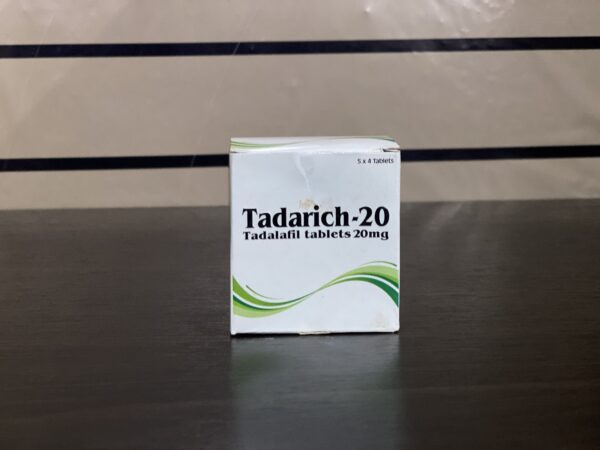 5 x 4 Tablets
Tadarich-20
Tadalafil tablets 20mg